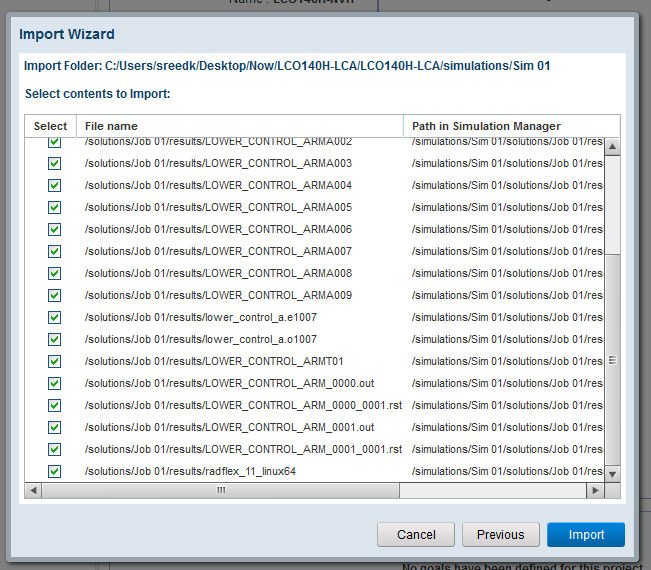 Name : LCO140H-NVH
Import Wizard
Import Folder: C:/Users/sreedk/Desktop/Now/LCO140H-LCA/LCO140H-LCA/simulations/Sim 01
Select contents to Import:
Select File name Path in Simulation Manager
/solutions/Job 01/results/LOWER_CONTROL_ARMA002 /simulations/Sim 01/solutions/Job 01/res
/solutions/Job 01/results/LOWER_CONTROL_ARMA003 /simulations/Sim 01/solutions/Job 01/res
/solutions/Job 01/results/LOWER_CONTROL_ARMA004 /simulations/Sim 01/solutions/Job 01/res
/solutions/Job 01/results/LOWER_CONTROL_ARMA005 /simulations/Sim 01/solutions/Job 01/res
/solutions/Job 01/results/LOWER_CONTROL_ARMA006 /simulations/Sim 01/solutions/Job 01/res
/solutions/Job 01/results/LOWER_CONTROL_ARMA007 /simulations/Sim 01/solutions/Job 01/res
/solutions/Job 01/results/LOWER_CONTROL_ARMA008 /simulations/Sim 01/solutions/Job 01/res
/solutions/Job 01/results/LOWER_CONTROL_ARMA009 /simulations/Sim 01/solutions/Job 01/res
/solutions/Job 01/results/lower_control_a.e1007 /simulations/Sim 01/solutions/Job 01/res
/solutions/Job 01/results/lower_control_a.o1007 /simulations/Sim 01/solutions/Job 01/res
/solutions/Job 01/results/LOWER_CONTROL_ARMT01 /simulations/Sim 01/solutions/Job 01/res
/solutions/Job 01/results/LOWER_CONTROL_ARM_0000.out /simulations/Sim 01/solutions/Job 01/res
/solutions/Job 01/results/LOWER_CONTROL_ARM_0000_0001.rst /simulations/Sim 01/solutions/Job 01/res
/solutions/Job 01/results/LOWER_CONTROL_ARM_0001.out /simulations/Sim 01/solutions/Job 01/res
/solutions/Job 01/results/LOWER_CONTROL_ARM_0001_0001.rst /simulations/Sim 01/solutions/Job 01/res
/solutions/Job 01/results/radflex_11_linux64 /simulations/Sim 01/solutions/Job 01/res
Cancel Previous Import
No goals have been defined for this project